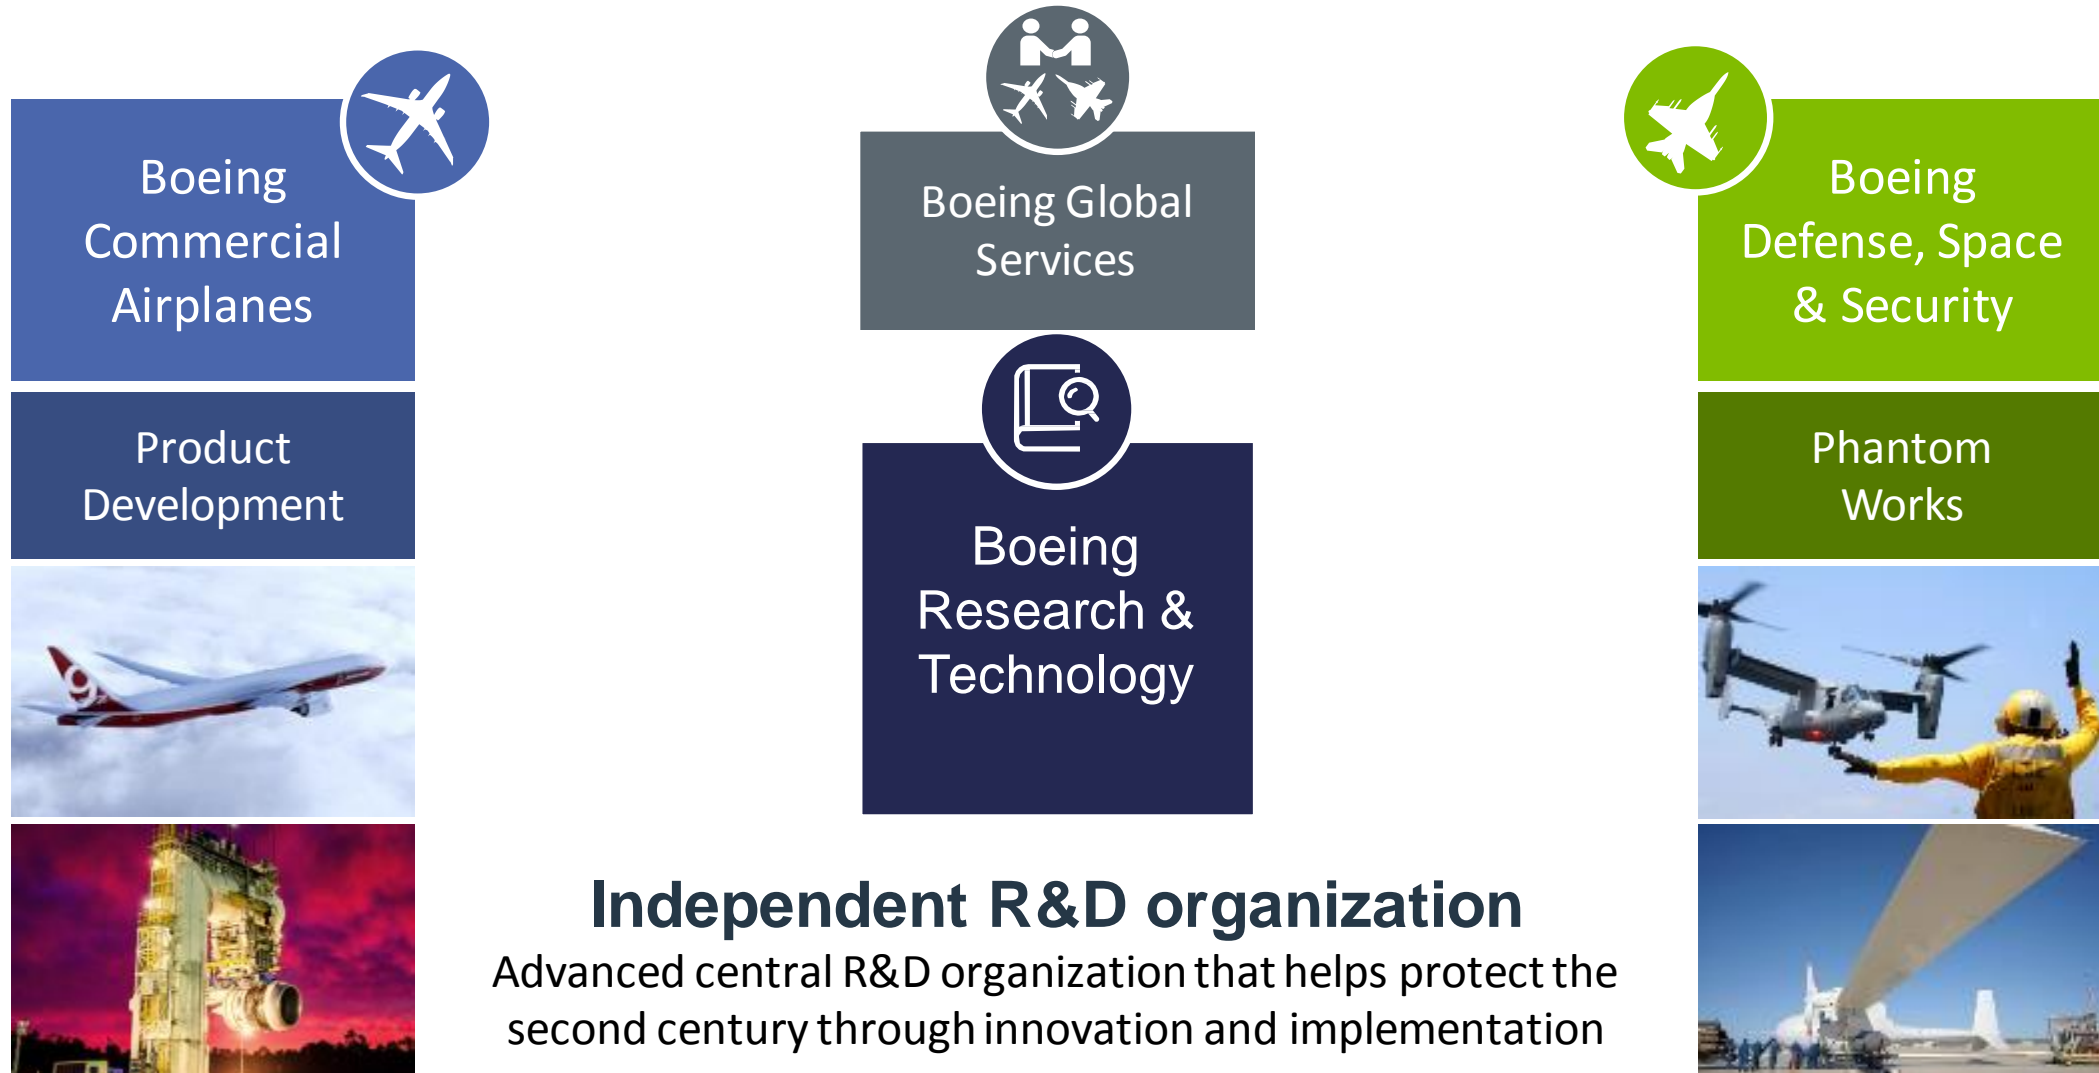 Boeing
Commercial
Airplanes
Product
Development
9
Boeing Global
Services
Boeing
Research &
Technology
Boeing
Defense, Space
& Security
Phantom
Works
Independent R&D organization
Advanced central R&D organization that helps protect the
second century through innovation and implementation